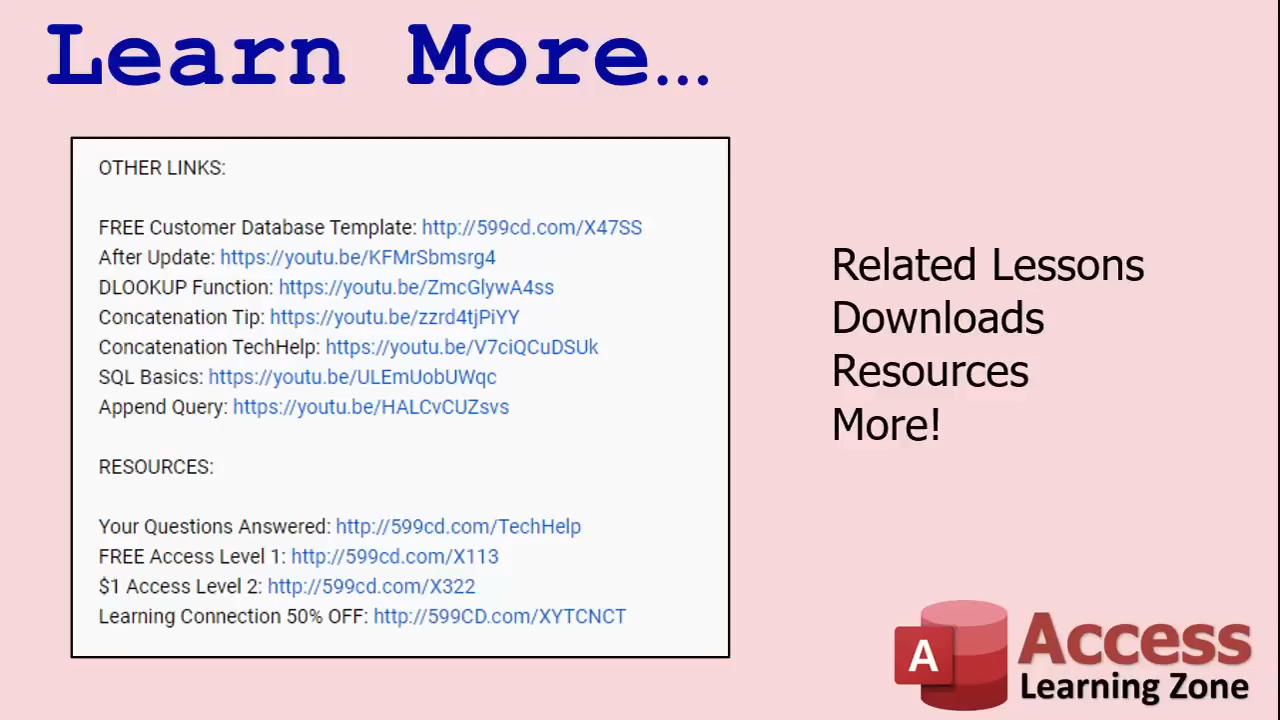 Learn More...
OTHER LINKS:
FREE Customer Database Template: http://599cd.com/X47SS
After Update: https://youtu.be/KFMrSbmsrg4
DLOOKUP Function: https://youtu.be/ZmcGlywA4ss
Concatenation Tip: https://youtu.be/zzrd4tjPiYY
Concatenation TechHelp: https://youtu.be/V7ciQCuDSUk
SQL Basics: https://youtu.be/ULEmUobUWqc
Append Query: https://youtu.be/HALCvCUZsvs
RESOURCES:
Your Questions Answered: http://599cd.com/TechHelp
FREE Access Level 1: http://599cd.com/X113
$1 Access Level 2: http://599cd.com/X322
Learning Connection 50% OFF: http://599CD.com/XYTCNCT
Related Lessons
Downloads
Resources
More!
A
Access
Learning Zone